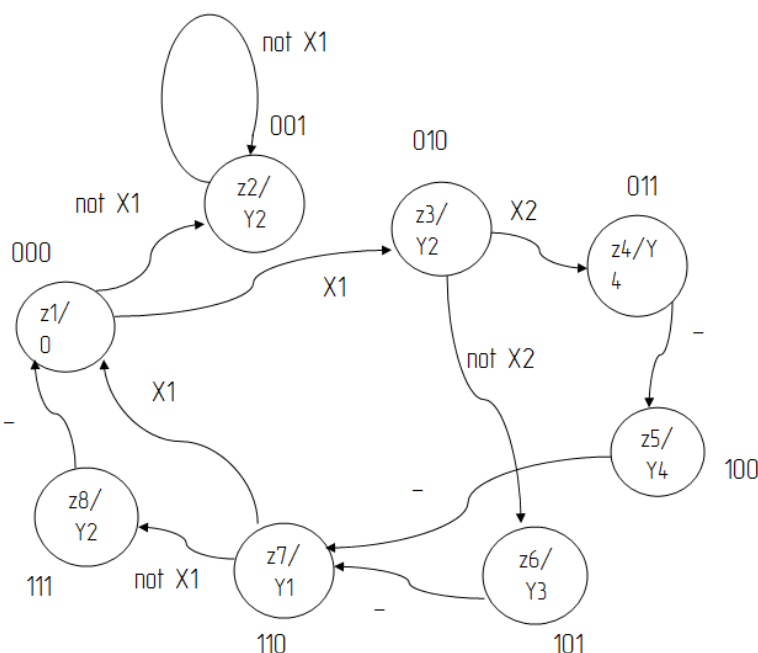 not X1
001
010
z2/
Y2
011
not X1
z3/
Y2
X2
000
z4/Y
4
z1/
0
X1
–
not X2
X1
–
z5/
Y4
100
–
z8/
Y2
z7/
Y1
z6/
Y3
not X1
111
–
110
101